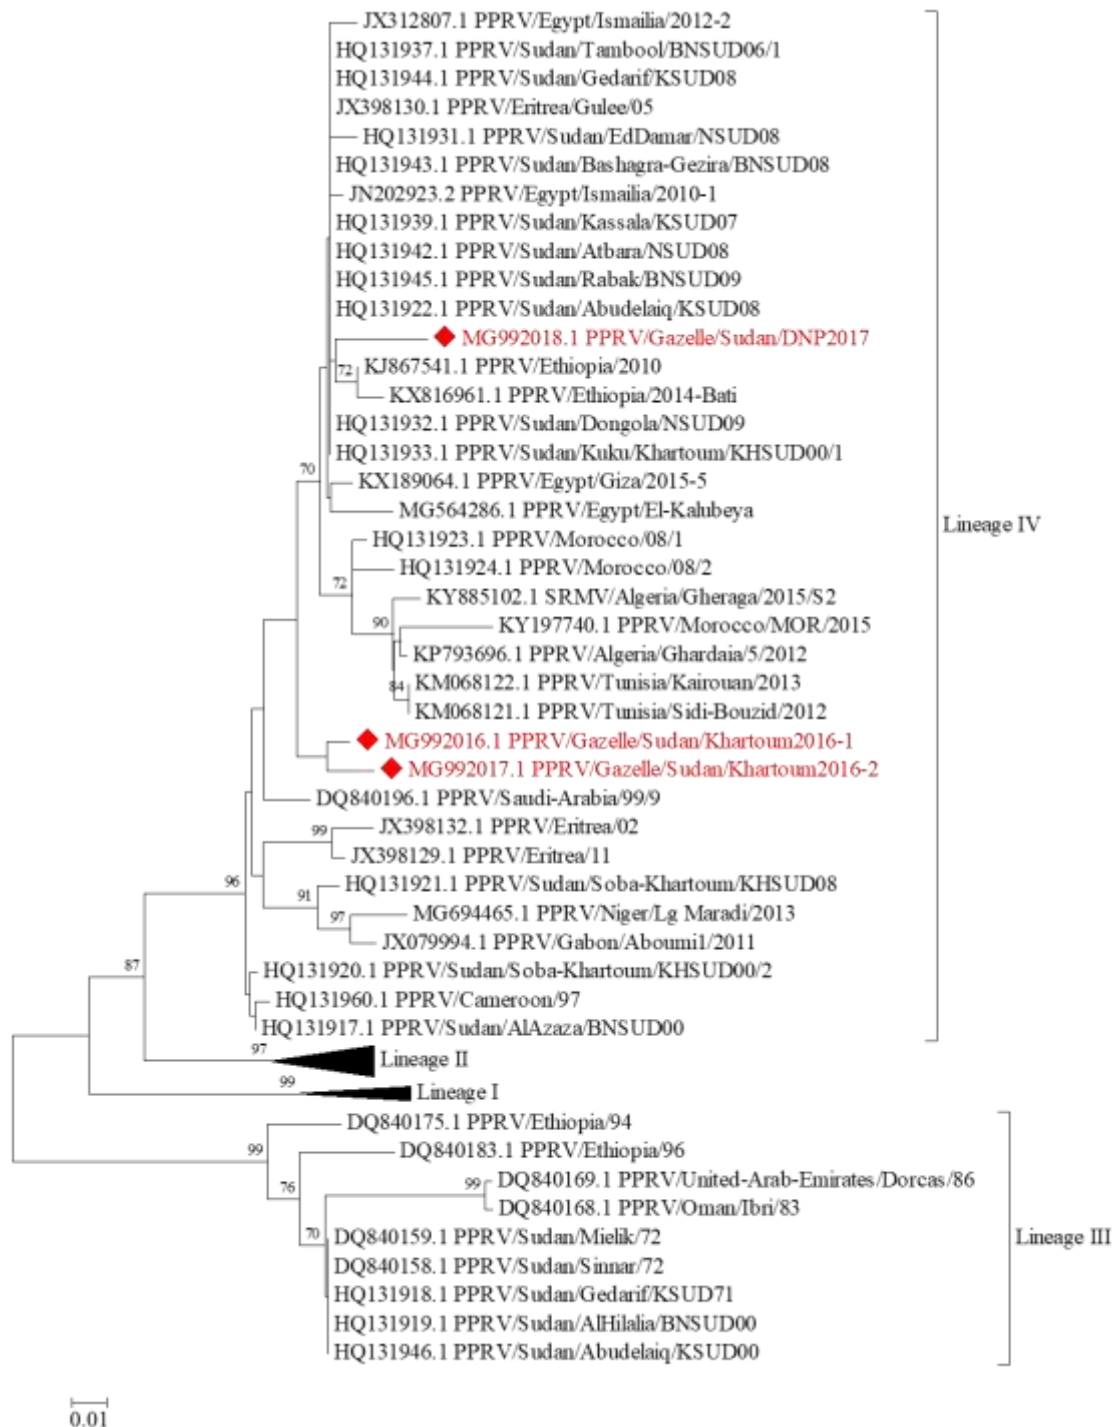 JX312807.1 PPRV/Egypt/Ismailia/2012-2
HQ131937.1 PPRV/Sudan/Tambool/BNSUD06/1
HQ131944.1 PPRV/Sudan/Gedarif/KSUD08
JX398130.1 PPRV/Eritrea/Gulee/05
HQ131931.1 PPRV/Sudan/EdDamar/NSUD08
HQ131943.1 PPRV/Sudan/Bashagra-Gezira/BNSUD08
JN202923.2 PPRV/Egypt/Ismailia/2010-1
HQ131939.1 PPRV/Sudan/Kassala/KSUD07
HQ131942.1 PPRV/Sudan/Atbara/NSUD08
HQ131945.1 PPRV/Sudan/Rabak/BNSUD09
HQ131922.1 PPRV/Sudan/Abudelaiq/KSUD08
MG992018.1 PPRV/Gazelle/Sudan/DNP2017
72 KJ867541.1 PPRV/Ethiopia/2010
KX816961.1 PPRV/Ethiopia/2014-Bati
HQ131932.1 PPRV/Sudan/Dongola/NSUD09
HQ131933.1 PPRV/Sudan/Kuku/Khartoum/KHSUD00/1
70
KX189064.1 PPRV/Egypt/Giza/2015-5
MG564286.1 PPRV/Egypt/El-Kalubeya
Lineage IV
HQ131923.1 PPRV/Morocco/08/1
HQ131924.1 PPRV/Morocco/08/2
72
KY885102.1 SRMV/Algeria/Gheraga/2015/S2
90 KY197740.1 PPRV/Morocco/MOR/2015
KP793696.1 PPRV/Algeria/Ghardaia/5/2012
84 KM068122.1 PPRV/Tunisia/Kairouan/2013
KM068121.1 PPRV/Tunisia/Sidi-Bouzid/2012
MG992016.1 PPRV/Gazelle/Sudan/Khartoum2016-1
MG992017.1 PPRV/Gazelle/Sudan/Khartoum2016-2
DQ840196.1 PPRV/Saudi-Arabia/99/9
99 JX398132.1 PPRV/Eritrea/02
JX398129.1 PPRV/Eritrea/11
96
91 HQ131921.1 PPRV/Sudan/Soba-Khartoum/KHSUD08
97 MG694465.1 PPRV/Niger/Lg Maradi/2013
JX079994.1 PPRV/Gabon/Aboumi1/2011
87
HQ131920.1 PPRV/Sudan/Soba-Khartoum/KHSUD00/2
HQ131960.1 PPRV/Cameroon/97
HQ131917.1 PPRV/Sudan/AlAzaza/BNSUD00
97 Lineage II
99 Lineage I
DQ840175.1 PPRV/Ethiopia/94
99
DQ840183.1 PPRV/Ethiopia/96
76
99 DQ840169.1 PPRV/United-Arab-Emirates/Dorcas/86
DQ840168.1 PPRV/Oman/Ibri/83
70
DQ840159.1 PPRV/Sudan/Mielik/72
Lineage III
DQ840158.1 PPRV/Sudan/Sinnar/72
HQ131918.1 PPRV/Sudan/Gedarif/KSUD71
HQ131919.1 PPRV/Sudan/AlHilalia/BNSUD00
HQ131946.1 PPRV/Sudan/Abudelaiq/KSUD00
0.01